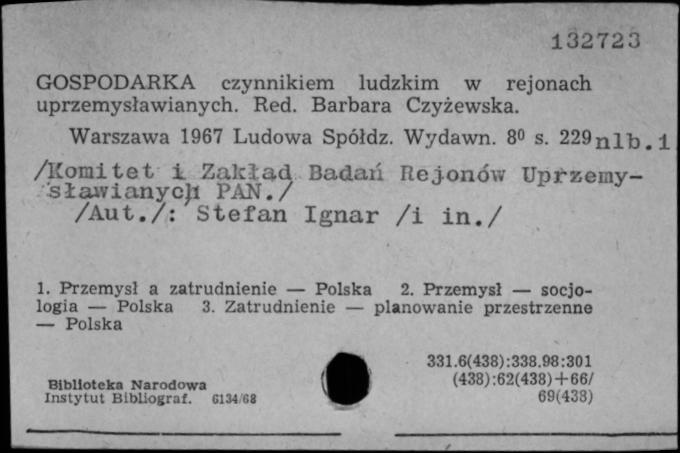 132723
GOSPODARKA czynnikiem ludzkim w rejonach
uprzemysławianych. Red. Barbara Czyżewska.
Warszawa 1967 Ludowa Spółdz. Wydawn. 8⁰ s. 229 nlb.1
/Komitet i Zakład Badań Rejonów Uprzemy-
sławianych PAN./
/Aut./: Stefan Ignar /i in./
1. Przemysł a zatrudnienie — Polska 2. Przemysł — socjo-
logia — Polska 3. Zatrudnienie — planowanie przestrzenne
— Polska
331.6(438):338.98:301
(438):62(438)+66/
69(438)
Biblioteka Narodowa
Instytut Bibliograf. 6134/68